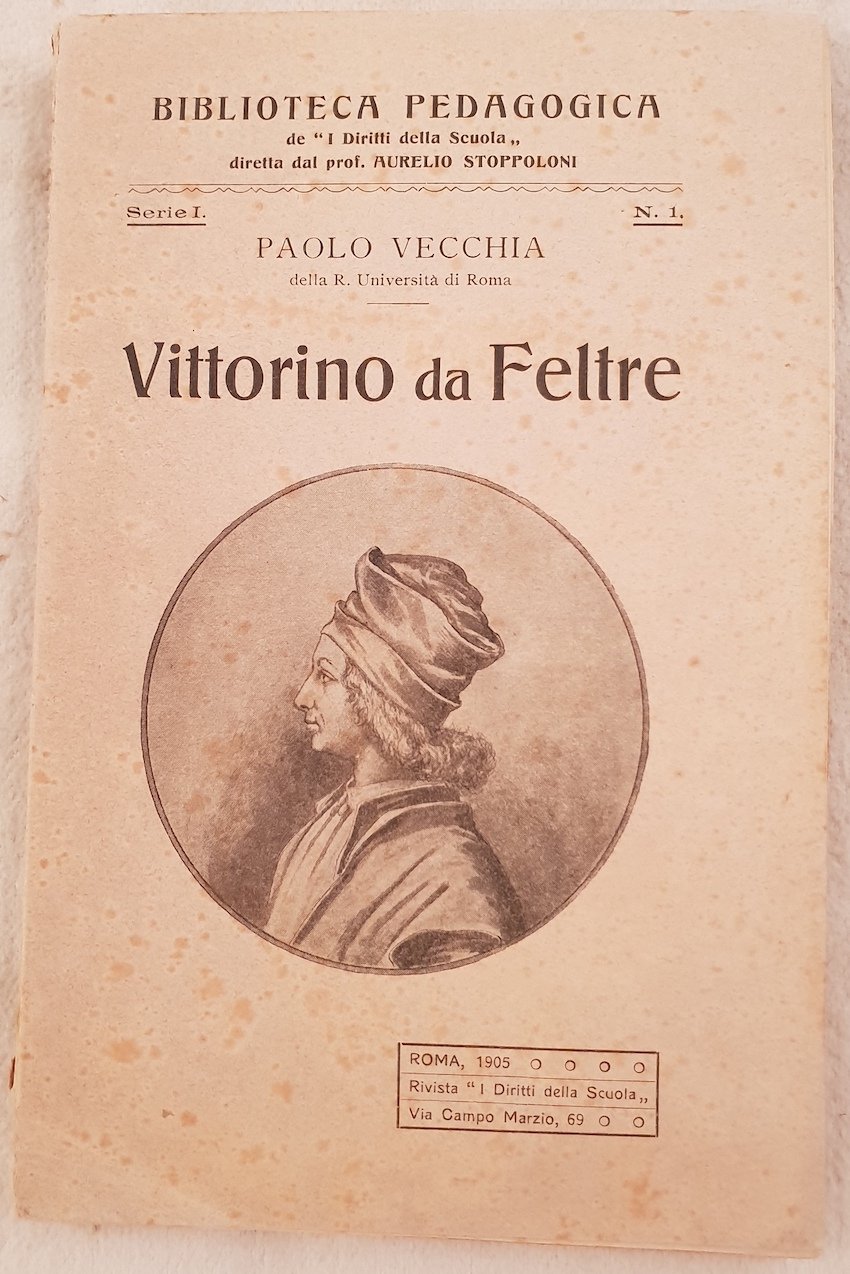 BIBLIOTECA PEDAGOGICA
de “ I Diritti della Scuola „
diretta dal prof. AURELIO STOPPOLONI
Serie I. N. 1.
PAOLO VECCHIA
della R. Università di Roma
Vittorino da Feltre
ROMA, 1905
Rivista “ I Diritti della Scuola „
Via Campo Marzio, 69